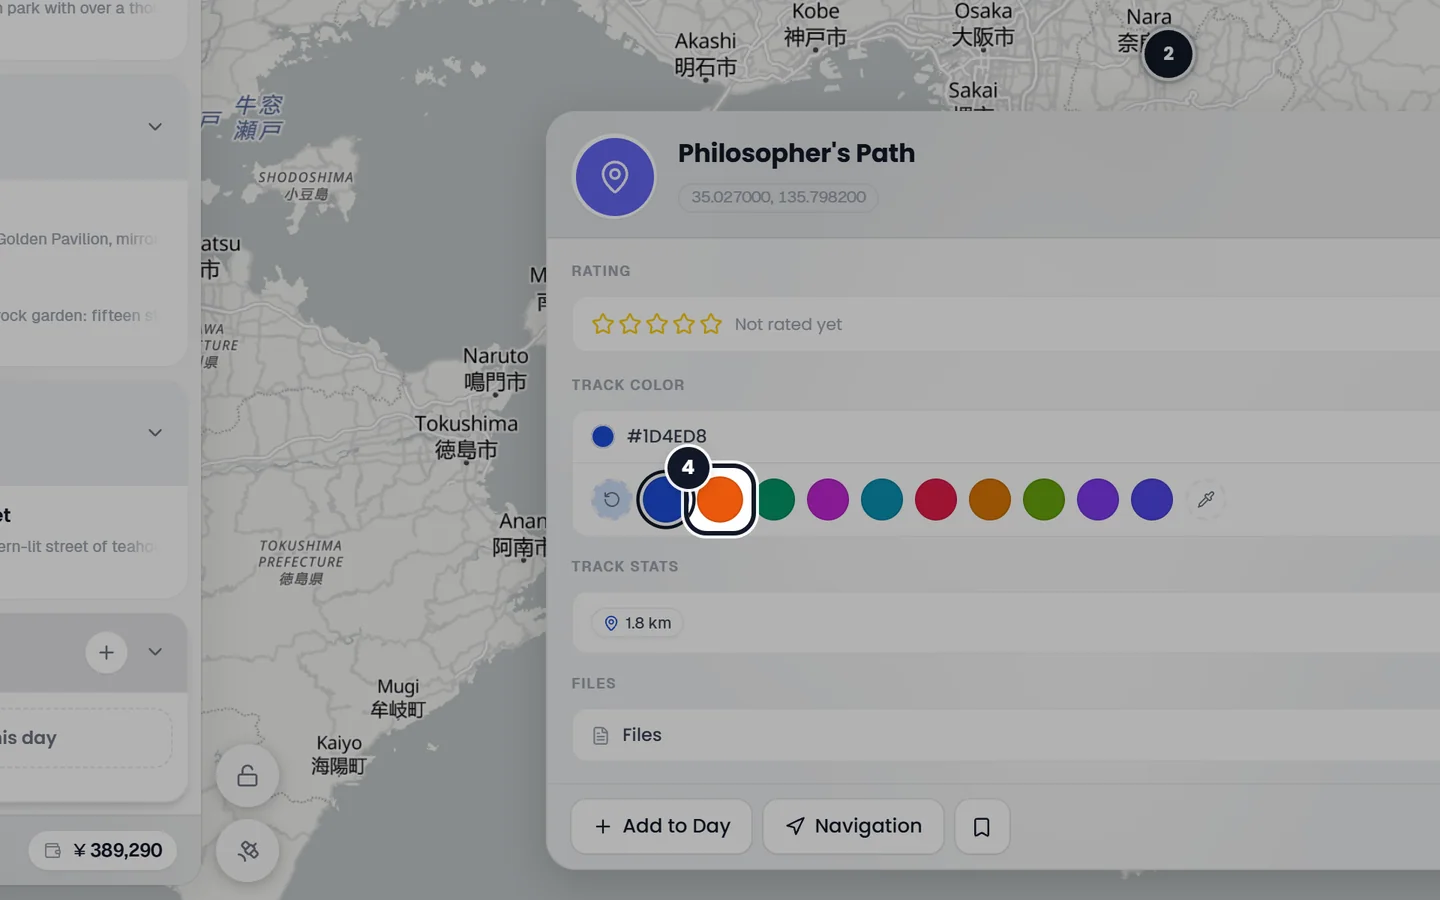 park with over a tho
Golden Pavilion, mirro
rock garden: fifteen s
et
ern-lit street of teaho
his day
¥ 389,290
戸
牛窓
瀬戸
SHODOSHIMA
小豆島
atsu
市
AWA
TURE
県
Akashi
明石市
Kobe
神戸市
Osaka
大阪市
Nara
奈
2
Sakai
M
Naruto
鳴門市
Tokushima
徳島市
Anan
阿南市
TOKUSHIMA
PREFECTURE
徳島県
Mugi
牟岐町
Kaiyo
海陽町
Philosopher's Path
35.027000, 135.798200
RATING
Not rated yet
TRACK COLOR
#1D4ED8
4
TRACK STATS
1.8 km
FILES
Files
Add to Day
Navigation